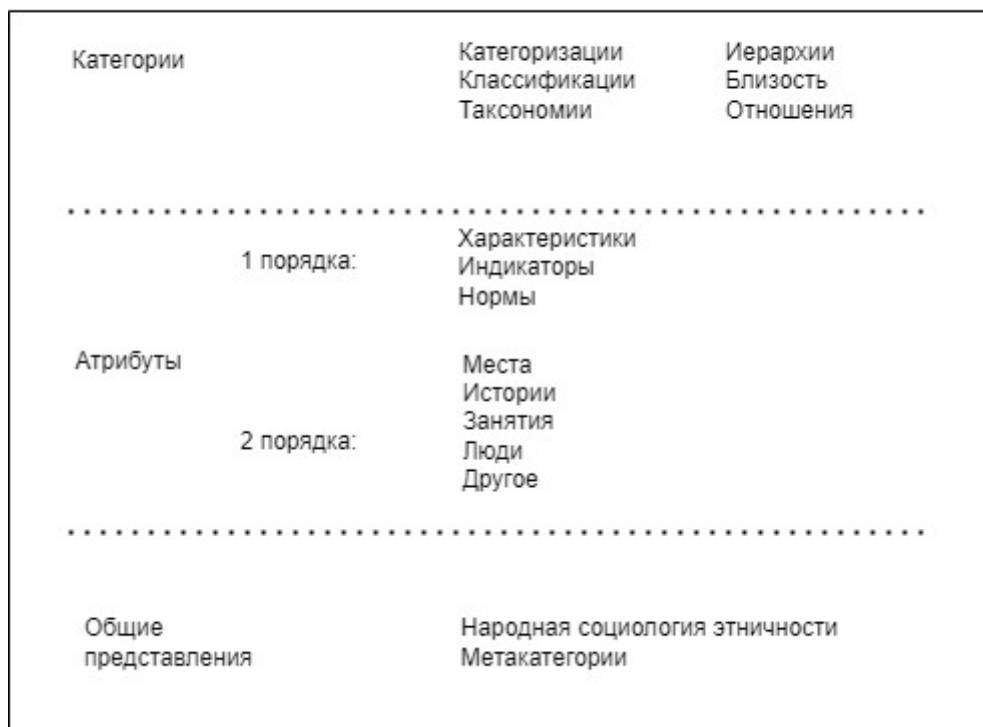 Категории
Категоризации
Классификации
Таксономии
Иерархии
Близость
Отношения
1 порядка:
Характеристики
Индикаторы
Нормы
Атрибуты
2 порядка:
Места
Истории
Занятия
Люди
Другое
Общие
представления
Народная социология этничности
Метакатегории